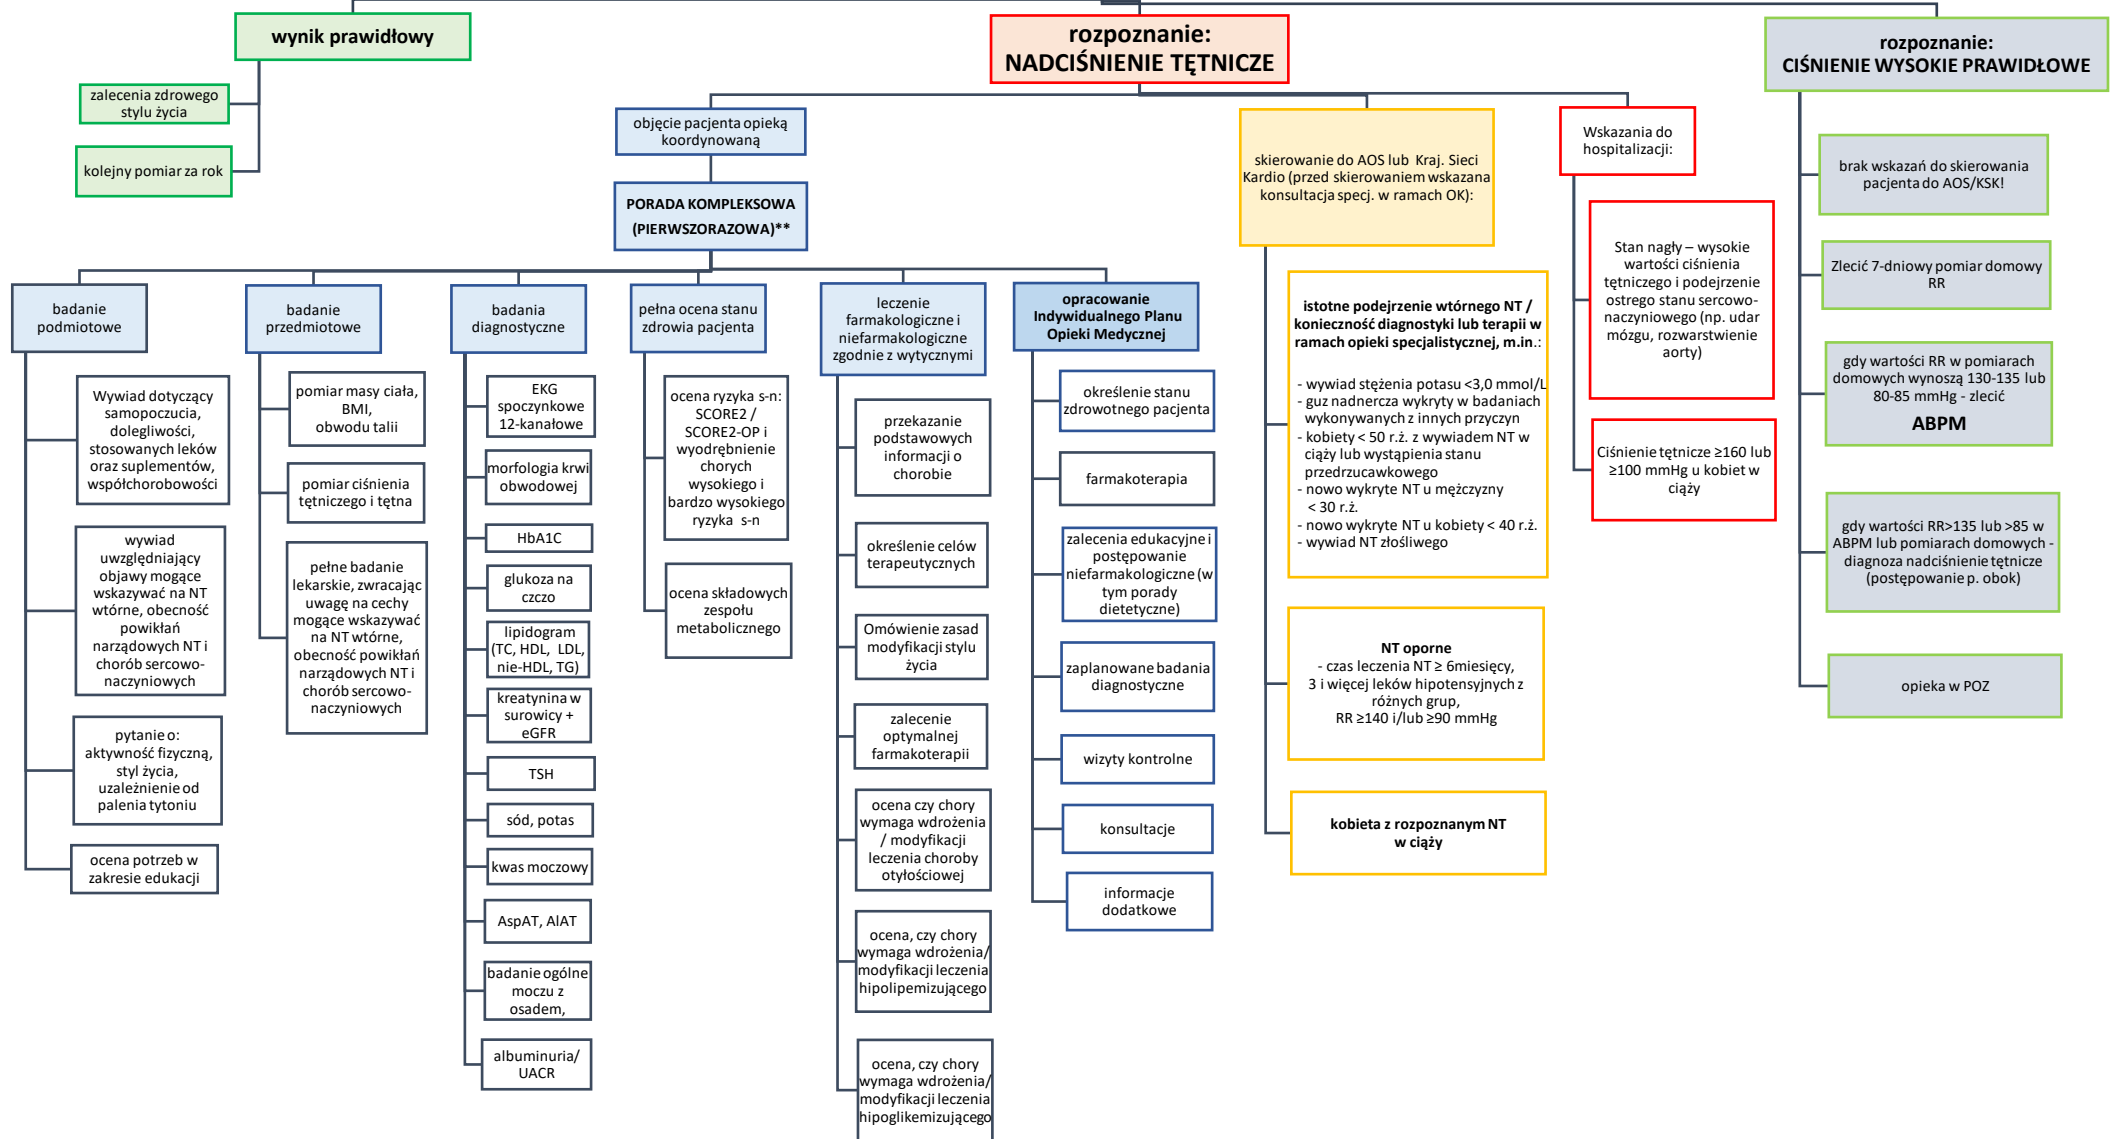 wynik prawidłowy
zalecenia zdrowego
stylu życia
kolejny pomiar za rok
rozpoznanie:
NADCIŚNIENIE TĘTNICZE
objęcie pacjenta opieką
koordynowaną
PORADA KOMPLEKSOWA
(PIERWSZORAZOWA)**
badanie
podmiotowe
Wywiad dotyczący
samopoczucia,
dolegliwości,
stosowanych leków
oraz suplementów,
współchorobowości
wywiad
uwzględniający
objawy mogące
wskazywać na NT
wtórne, obecność
powikłań
narządowych NT i
chorób sercowo-
naczyniowych
pytanie o:
aktywność fizyczną,
styl życia,
uzależnienie od
palenia tytoniu
ocena potrzeb w
zakresie edukacji
badanie
przedmiotowe
pomiar masy ciała,
BMI,
obwodu talii
pomiar ciśnienia
tętniczego i tętna
pełne badanie
lekarskie, zwracając
uwagę na cechy
mogące wskazywać
na NT wtórne,
obecność powikłań
narządowych NT i
chorób sercowo-
naczyniowych
badania
diagnostyczne
EKG
spoczynkowe
12-kanałowe
morfologia krwi
obwodowej
HbA1C
glukoza na
czczo
lipidogram
(TC, HDL, LDL,
nie-HDL, TG)
kreatynina w
surowicy +
eGFR
TSH
sód, potas
kwas moczowy
AspAT, AlAT
badanie ogólne
moczu z
osadem,
albuminuria/
UACR
pełna ocena stanu
zdrowia pacjenta
ocena ryzyka s-n:
SCORE2 /
SCORE2-OP i
wyodrębnienie
chorych
wysokiego i
bardzo wysokiego
ryzyka s-n
ocena składowych
zespołu
metabolicznego
leczenie
farmakologiczne i
niefarmakologiczne
zgodnie z wytycznymi
przekazanie
podstawowych
informacji o
chorobie
określenie celów
terapeutycznych
Omówienie zasad
modyfikacji stylu
życia
zalecenie
optymalnej
farmakoterapii
ocena czy chory
wymaga wdrożenia
/ modyfikacji
leczenia choroby
otyłościowej
ocena, czy chory
wymaga wdrożenia/
modyfikacji leczenia
hipolipemizującego
ocena, czy chory
wymaga wdrożenia/
modyfikacji leczenia
hipoglikemizującego
opracowanie
Indywidualnego Planu
Opieki Medycznej
określenie stanu
zdrowotnego pacjenta
farmakoterapia
zalecenia edukacyjne i
postępowanie
niefarmakologiczne (w
tym porady
dietetyczne)
zaplanowane badania
diagnostyczne
wizyty kontrolne
konsultacje
informacje
dodatkowe
skierowanie do AOS lub Kraj. Sieci
Kardio (przed skierowaniem wskazana
konsultacja specj. w ramach OK):
istotne podejrzenie wtórnego NT /
konieczność diagnostyki lub terapii w
ramach opieki specjalistycznej, m.in.:
- wywiad stężenia potasu <3,0 mmol/L
- guz nadnercza wykryty w badaniach
wykonywanych z innych przyczyn
- kobiety < 50 r.ż. z wywiadem NT w
ciąży lub wystąpienia stanu
przedrzucawkowego
- nowo wykryte NT u mężczyzny
< 30 r.ż.
- nowo wykryte NT u kobiety < 40 r.ż.
- wywiad NT złośliwego
NT oporne
- czas leczenia NT ≥ 6miesięcy,
3 i więcej leków hipotensyjnych z
różnych grup,
RR ≥140 i/lub ≥90 mmHg
kobieta z rozpoznanym NT
w ciąży
Wskazania do
hospitalizacji:
Stan nagły – wysokie
wartości ciśnienia
tętniczego i podejrzenie
ostrego stanu sercowo-
naczyniowego (np. udar
mózgu, rozwarstwienie
aorty)
Ciśnienie tętnicze ≥160 lub
≥100 mmHg u kobiet w
ciąży
rozpoznanie:
CIŚNIENIE WYSOKIE PRAWIDŁOWE
brak wskazań do skierowania
pacjenta do AOS/KSK!
Zlecić 7-dniowy pomiar domowy
RR
gdy wartości RR w pomiarach
domowych wynoszą 130-135 lub
80-85 mmHg - zlecić
ABPM
gdy wartości RR>135 lub >85 w
ABPM lub pomiarach domowych -
diagnoza nadciśnienie tętnicze
(postępowanie p. obok)
opieka w POZ